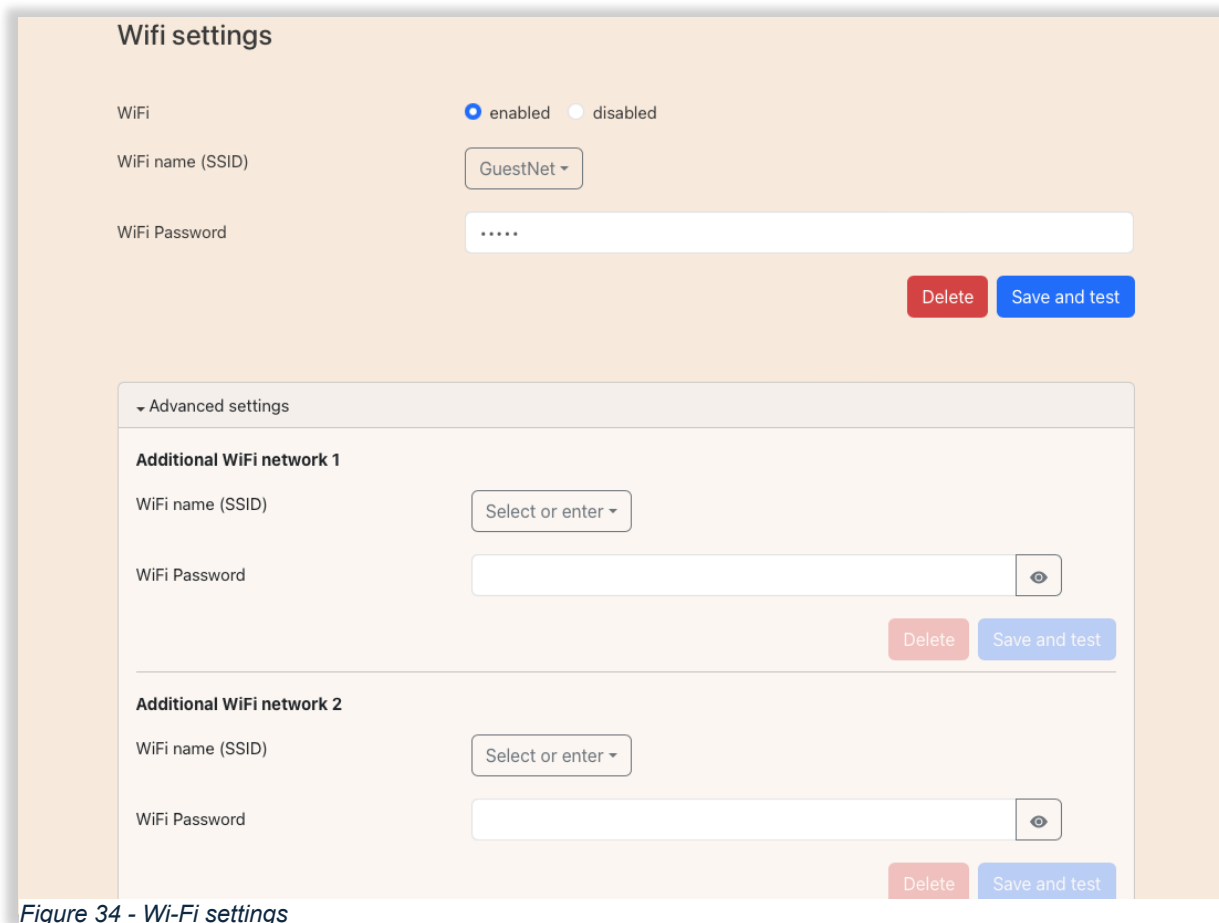 Wifi settings
WiFi enabled disabled
WiFi name (SSID) GuestNet
WiFi Password •••••
Delete Save and test
Advanced settings
Additional WiFi network 1
WiFi name (SSID) Select or enter
WiFi Password
Delete Save and test
Additional WiFi network 2
WiFi name (SSID) Select or enter
WiFi Password
Delete Save and test
Figure 34 - Wi-Fi settings